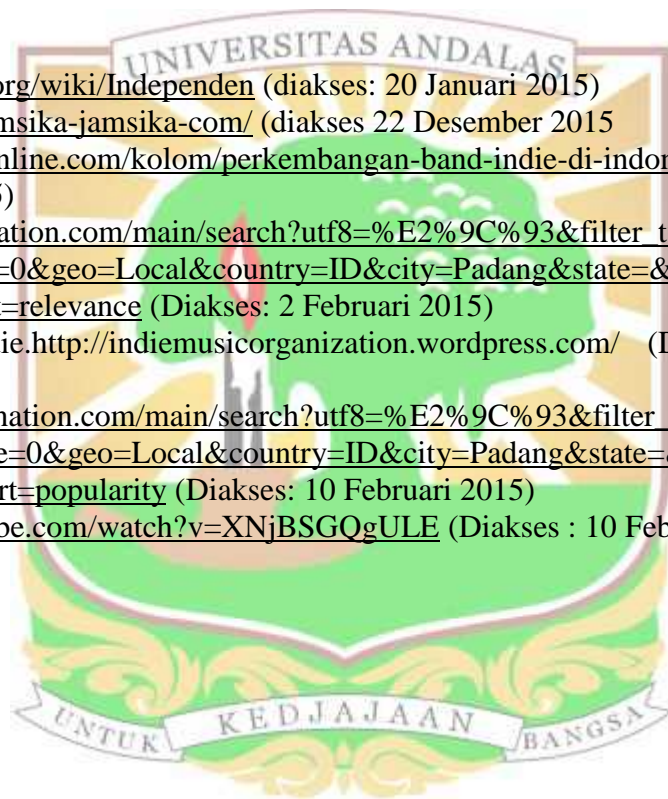 UNIVERSITAS ANDALAS
org/wiki/Independen (diakses: 20 Januari 2015)
msika-jamsika-com/ (diakses 22 Desember 2015
nline.com/kolom/perkembangan-band-indie-di-indon
5)
ation.com/main/search?utf8=%E2%9C%93&filter_t
=0&geo=Local&country=ID&city=Padang&state=&
t=relevance (Diakses: 2 Februari 2015)
die.http://indiemusicorganization.wordpress.com/ (D
nation.com/main/search?utf8=%E2%9C%93&filter_
e=0&geo=Local&country=ID&city=Padang&state=
rt=popularity (Diakses: 10 Februari 2015)
be.com/watch?v=XNjBSGQgULE (Diakses : 10 Feb
UNTUK KEDJAJAAN BANGSA